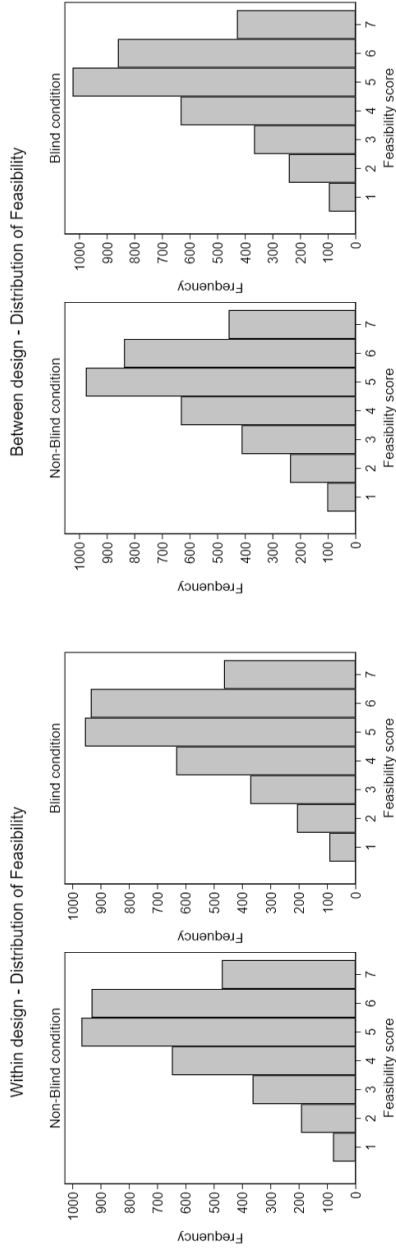 Within design - Distribution of Feasibility
Non-Blind condition
Frequency
1000
900
800
700
600
500
400
300
200
100
0
1 2 3 4 5 6 7
Feasibility score
Blind condition
Frequency
1000
900
800
700
600
500
400
300
200
100
0
1 2 3 4 5 6 7
Feasibility score
Between design - Distribution of Feasibility
Non-Blind condition
Frequency
1000
900
800
700
600
500
400
300
200
100
0
1 2 3 4 5 6 7
Feasibility score
Blind condition
Frequency
1000
900
800
700
600
500
400
300
200
100
0
1 2 3 4 5 6 7
Feasibility score